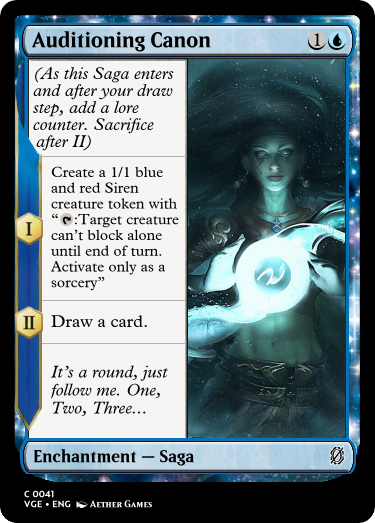 Auditioning Canon 1
(As this Saga enters
and after your draw
step, add a lore
counter. Sacrifice
after II)
I
Create a 1/1 blue
and red Siren
creature token with
“:Target creature
can’t block alone
until end of turn.
Activate only as a
sorcery”
II
Draw a card.
It’s a round, just
follow me. One,
Two, Three…
Enchantment — Saga
C 0041
VGE • ENG Aether Games